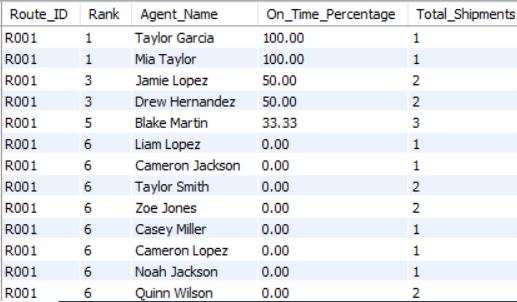 Route_ID Rank Agent_Name On_Time_Percentage Total_Shipments
R001 1 Taylor Garcia 100.00 1
R001 1 Mia Taylor 100.00 1
R001 3 Jamie Lopez 50.00 2
R001 3 Drew Hernandez 50.00 2
R001 5 Blake Martin 33.33 3
R001 6 Liam Lopez 0.00 1
R001 6 Cameron Jackson 0.00 1
R001 6 Taylor Smith 0.00 2
R001 6 Zoe Jones 0.00 2
R001 6 Casey Miller 0.00 1
R001 6 Cameron Lopez 0.00 1
R001 6 Noah Jackson 0.00 1
R001 6 Quinn Wilson 0.00 2